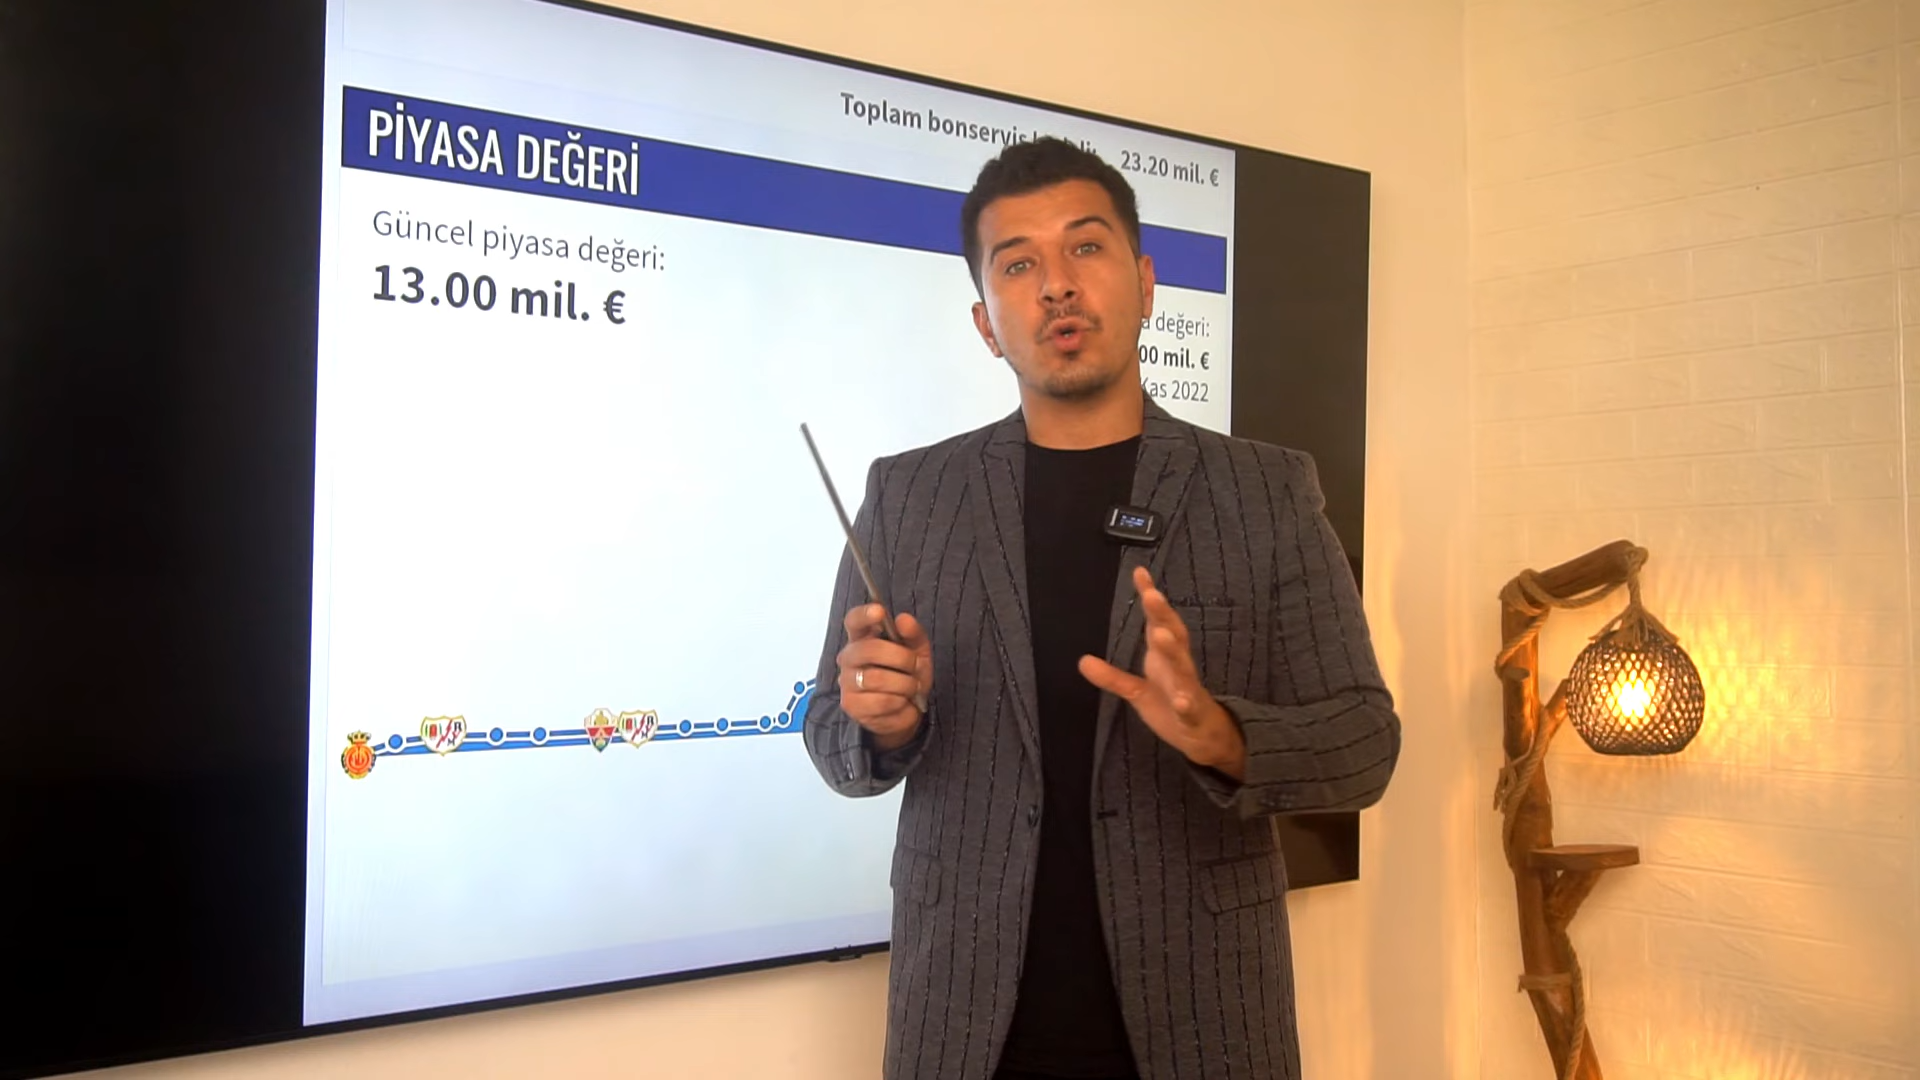 Toplam bonservis
23.20 mil. €
PİYASA DEĞERİ
Güncel piyasa değeri:
13.00 mil. €
değeri:
00 mil. €
Kas 2022